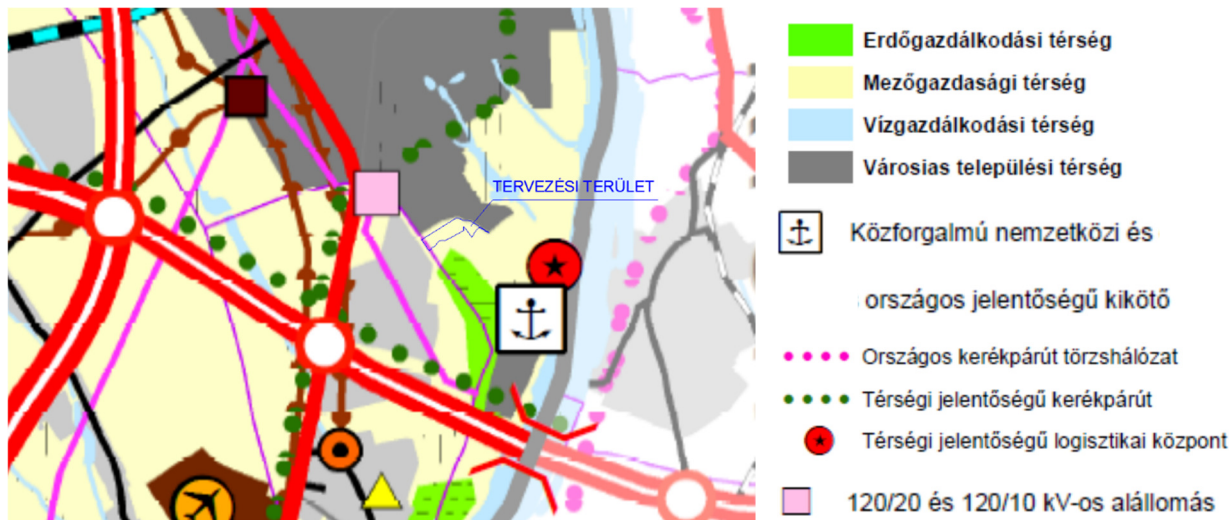 TERVEZÉSI TERÜLET
Erdőgazdálkodási térség
Mezőgazdasági térség
Vízgazdálkodási térség
Városias települési térség
Közforgalmú nemzetközi és
országos jelentőségű kikötő
Országos kerékpárút törzshálózat
Térségi jelentőségű kerékpárút
Térségi jelentőségű logisztikai központ
120/20 és 120/10 kV-os alállomás